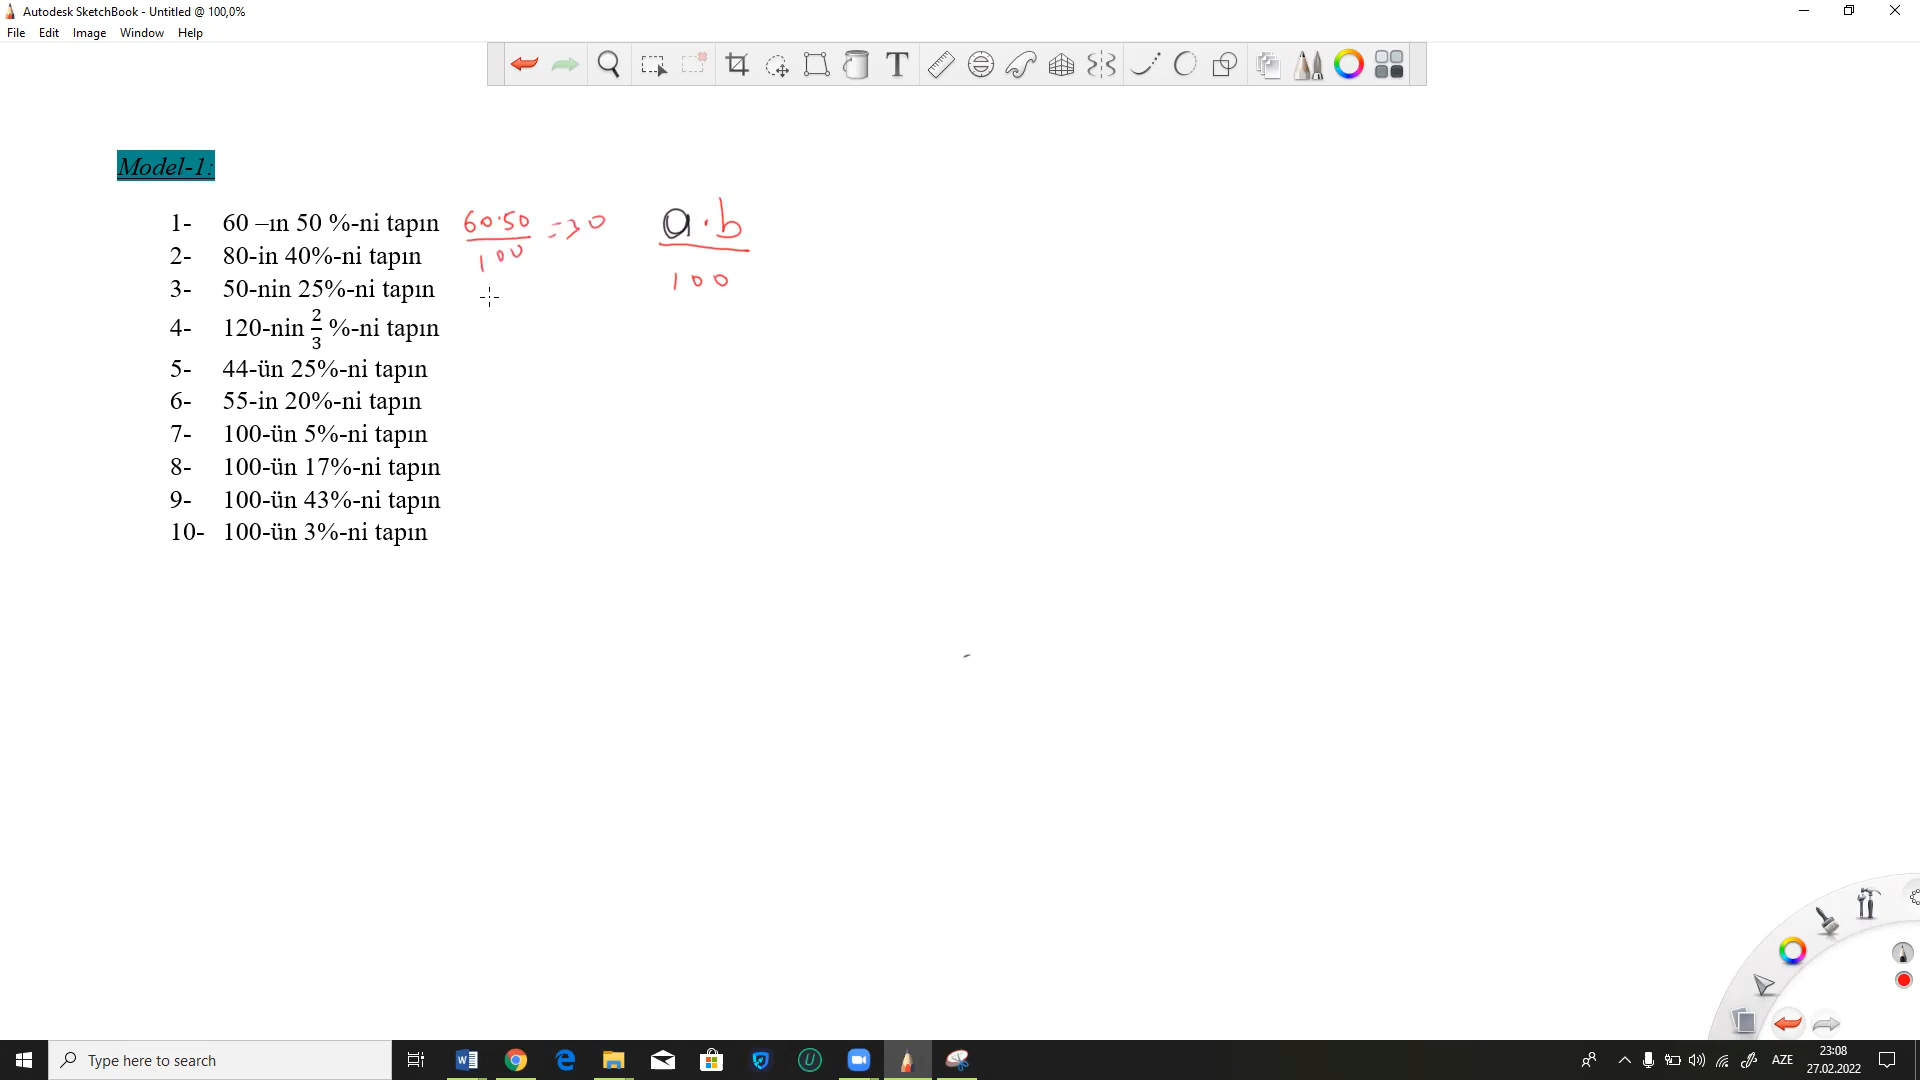 Autodesk SketchBook - Untitled @ 100,0%
File Edit Image Window Help
T
Model-1:
1- 60 –ın 50 %-ni tapın 60·50/100 =30 a·b/100
2- 80-in 40%-ni tapın
3- 50-nin 25%-ni tapın
4- 120-nin 2/3 %-ni tapın
5- 44-ün 25%-ni tapın
6- 55-in 20%-ni tapın
7- 100-ün 5%-ni tapın
8- 100-ün 17%-ni tapın
9- 100-ün 43%-ni tapın
10- 100-ün 3%-ni tapın
Type here to search
AZE
23:08
27.02.2022